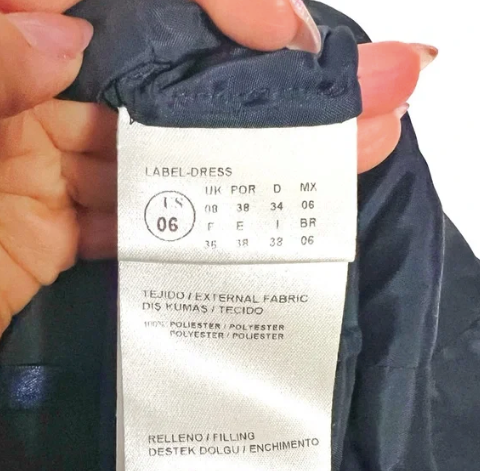 LABEL-DRESS
US
06
UK POR D MX
08 38 34 06
F E I BR
36 38 38 06
TEJIDO / EXTERNAL FABRIC
DIŞ KUMAS / TECIDO
100% POLIESTER / POLYESTER
POLIESTER / POLYESTER
RELLENO / FILLING
DESTEK DOLGU / ENCHIMENTO